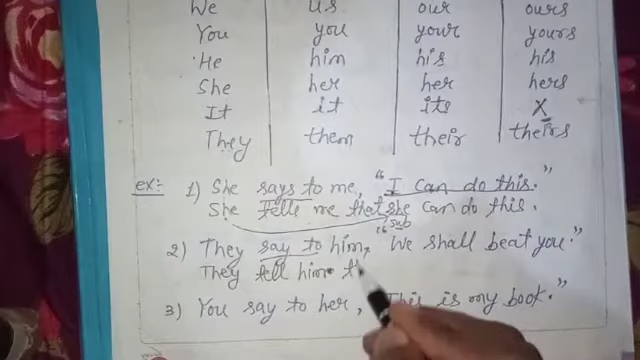 We us our ours
You you your yours
He him his his
She her her hers
It it its X
They them their theirs
ex:- 1) She says to me, "I can do this."
She tells me that she can do this.
sub
2) They say to him, "We shall beat you."
They tell him
3) You say to her, This is my book."